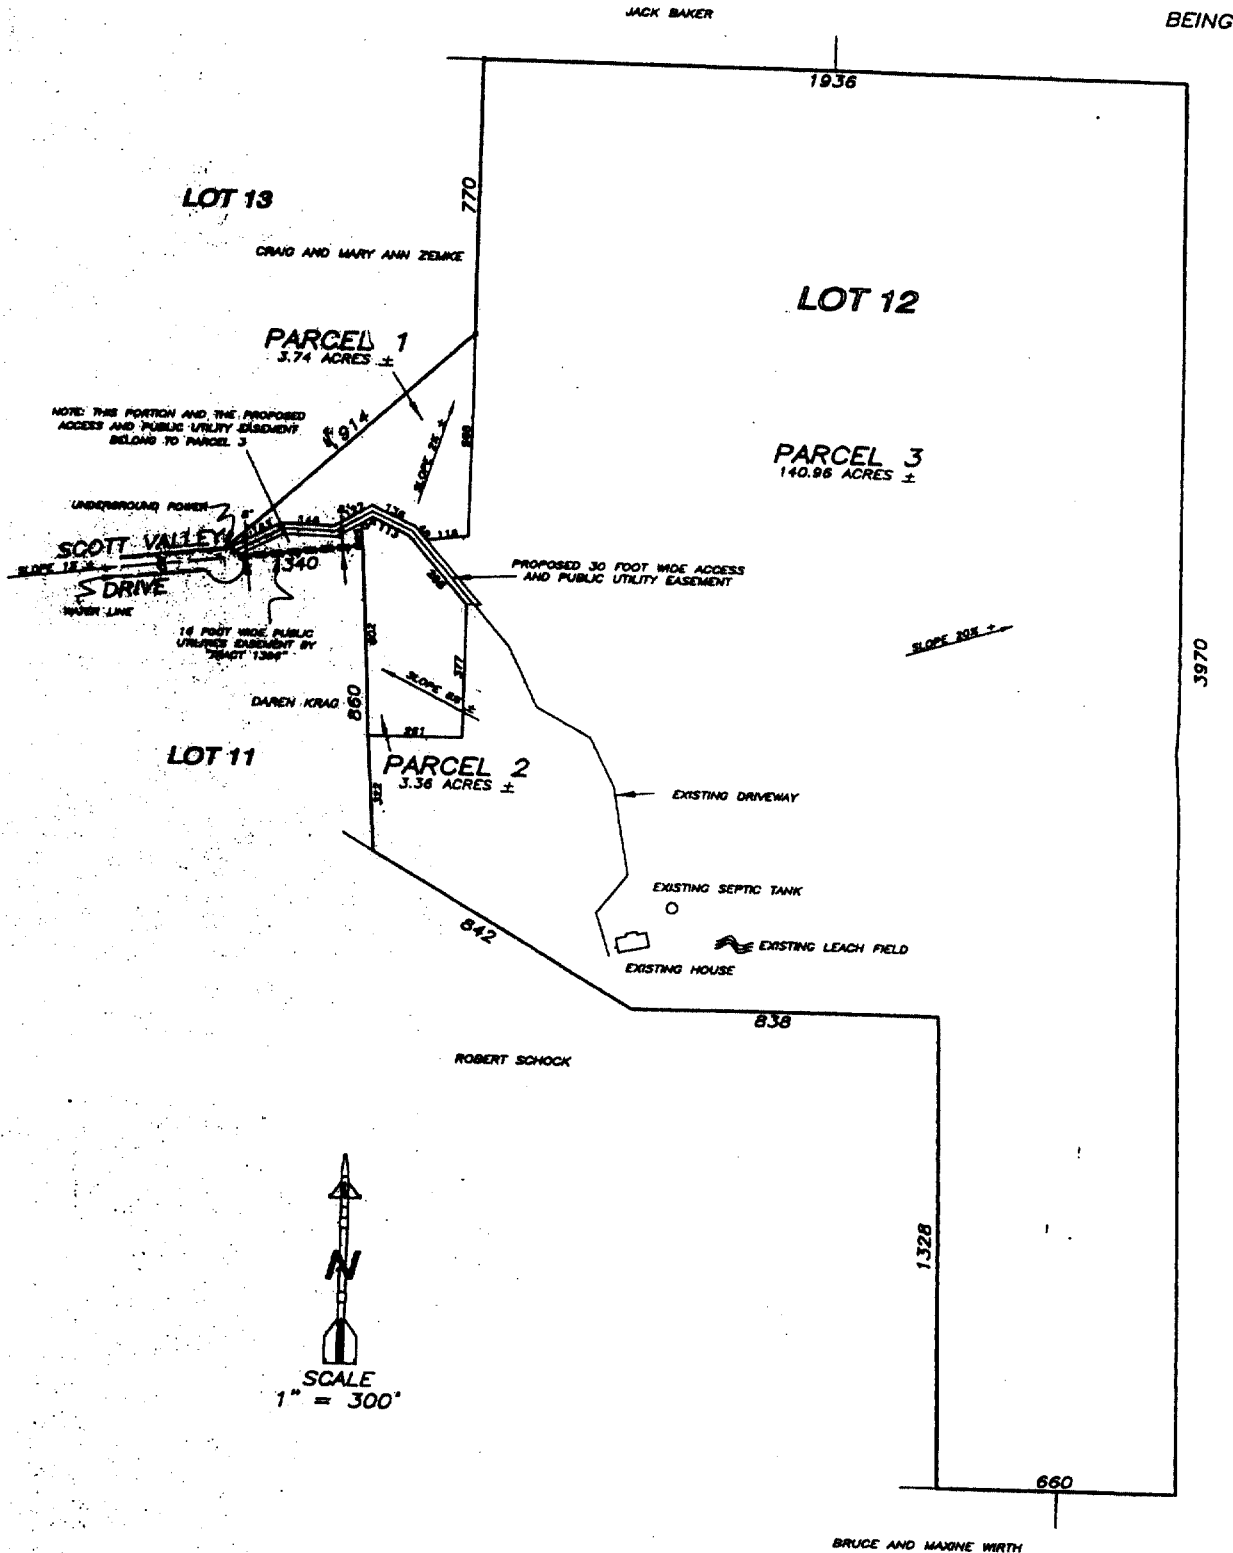 JACK BAKER
BEING
1936
LOT 13
770
CRAIG AND MARY ANN ZEMKE
LOT 12
PARCEL 1
3.74 ACRES ±
NOTE: THIS PORTION AND THE PROPOSED
ACCESS AND PUBLIC UTILITY EASEMENT
BELONG TO PARCEL 3
914
SLOPE 2% ±
PARCEL 3
140.96 ACRES ±
UNDERGROUND POWER
SCOTT VALLEY
DRIVE
WATER LINE
340
PROPOSED 30 FOOT WIDE ACCESS
AND PUBLIC UTILITY EASEMENT
UTILITIES EASEMENT BY
SLOPE 20% ±
3970
377
DAREN KRAG
860
LOT 11
PARCEL 2
3.36 ACRES ±
322
EXISTING DRIVEWAY
EXISTING SEPTIC TANK
842
EXISTING LEACH FIELD
EXISTING HOUSE
838
ROBERT SCHOCK
1328
N
SCALE
1" = 300'
660
BRUCE AND MAXINE WIRTH